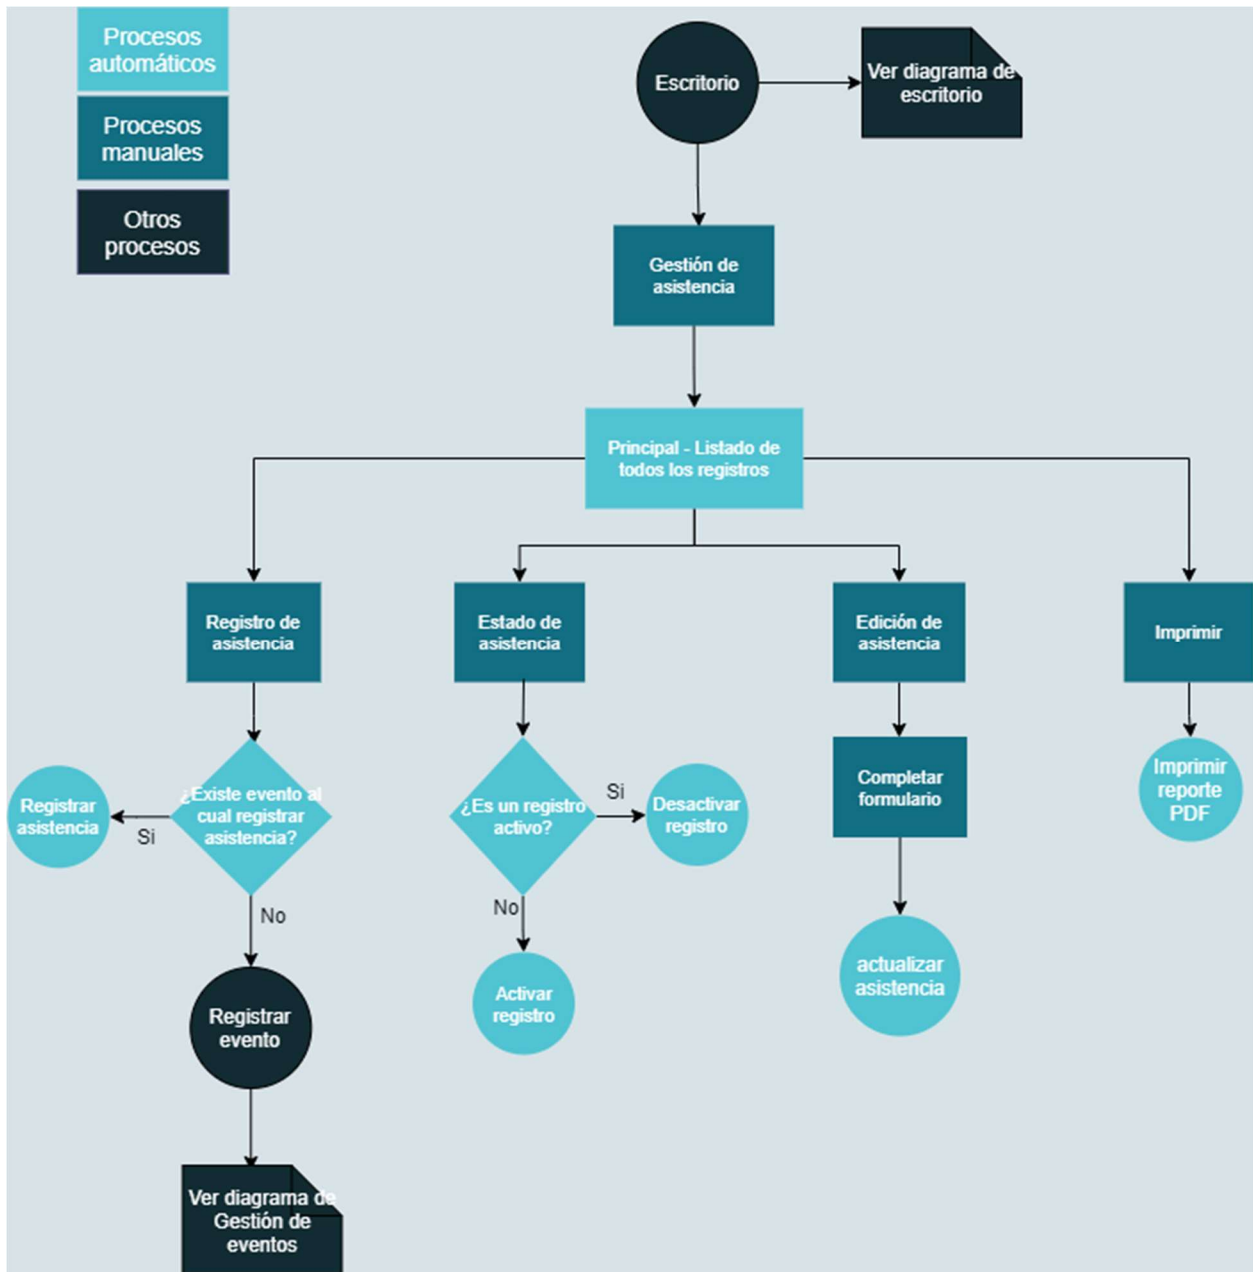 Procesos
automáticos
Procesos
manuales
Otros
procesos
Escritorio
Ver diagrama de
escritorio
Gestión de
asistencia
Principal - Listado de
todos los registros
Registro de
asistencia
Estado de
asistencia
Edición de
asistencia
Imprimir
¿Existe evento al
cual registrar
asistencia?
Si
Registrar
asistencia
No
¿Es un registro
activo?
Si
Desactivar
registro
No
Activar
registro
Completar
formulario
actualizar
asistencia
Imprimir
reporte
PDF
Registrar
evento
Ver diagrama de
Gestión de
eventos